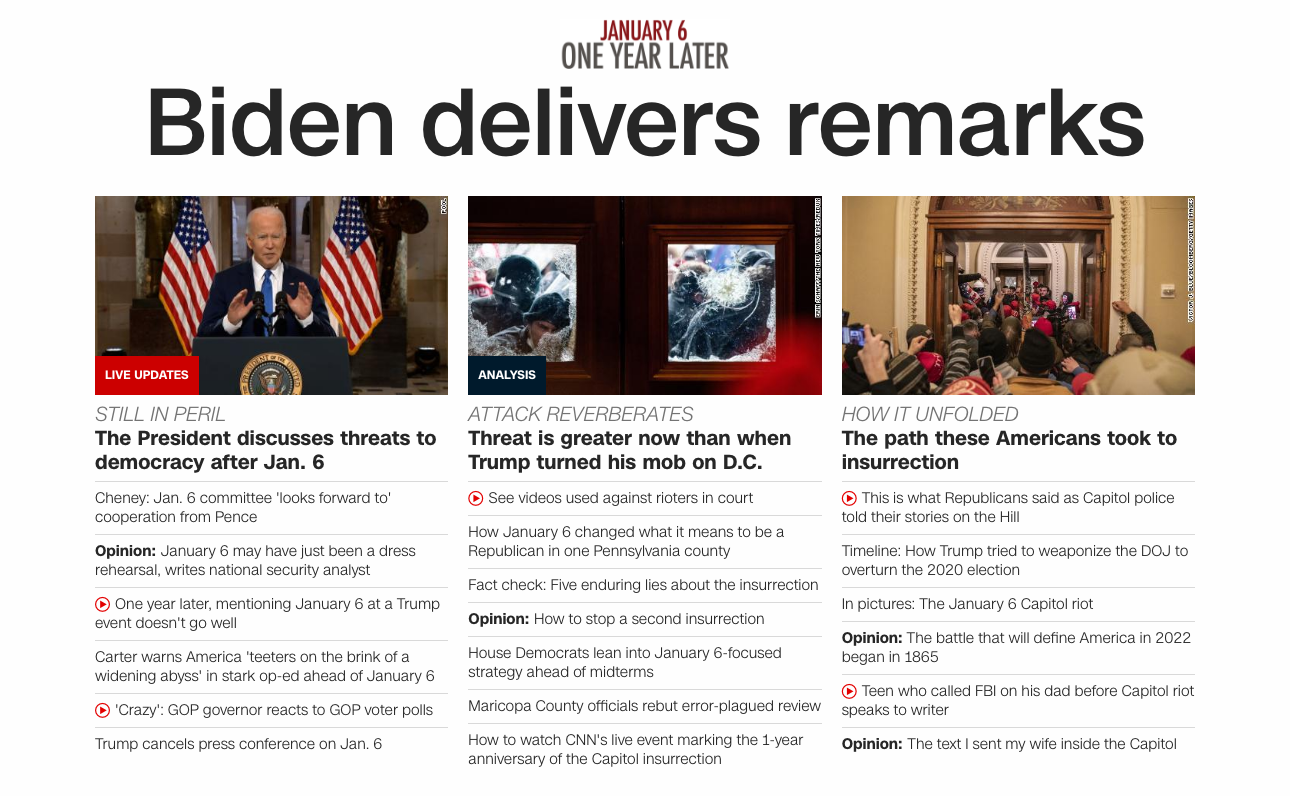 JANUARY 6
ONE YEAR LATER
Biden delivers remarks
POOL
LIVE UPDATES
STILL IN PERIL
The President discusses threats to
democracy after Jan. 6
Cheney: Jan. 6 committee 'looks forward to'
cooperation from Pence
Opinion: January 6 may have just been a dress
rehearsal, writes national security analyst
One year later, mentioning January 6 at a Trump
event doesn't go well
Carter warns America 'teeters on the brink of a
widening abyss' in stark op-ed ahead of January 6
'Crazy': GOP governor reacts to GOP voter polls
Trump cancels press conference on Jan. 6
ANALYSIS
ATTACK REVERBERATES
Threat is greater now than when
Trump turned his mob on D.C.
See videos used against rioters in court
How January 6 changed what it means to be a
Republican in one Pennsylvania county
Fact check: Five enduring lies about the insurrection
Opinion: How to stop a second insurrection
House Democrats lean into January 6-focused
strategy ahead of midterms
Maricopa County officials rebut error-plagued review
How to watch CNN's live event marking the 1-year
anniversary of the Capitol insurrection
HOW IT UNFOLDED
The path these Americans took to
insurrection
This is what Republicans said as Capitol police
told their stories on the Hill
Timeline: How Trump tried to weaponize the DOJ to
overturn the 2020 election
In pictures: The January 6 Capitol riot
Opinion: The battle that will define America in 2022
began in 1865
Teen who called FBI on his dad before Capitol riot
speaks to writer
Opinion: The text I sent my wife inside the Capitol